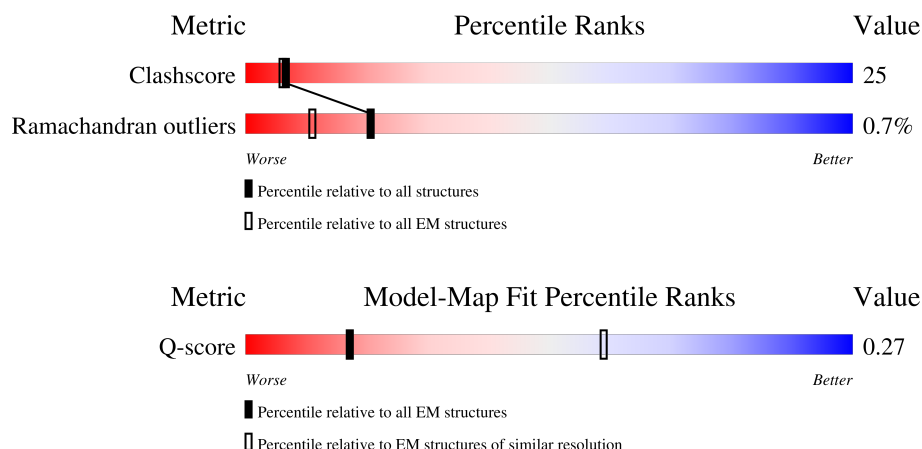 Metric Percentile Ranks Value
Clashscore 25
Ramachandran outliers 0.7%
Worse Better
Percentile relative to all structures
Percentile relative to all EM structures
Metric Model-Map Fit Percentile Ranks Value
Q-score 0.27
Worse Better
Percentile relative to all EM structures
Percentile relative to EM structures of similar resolution